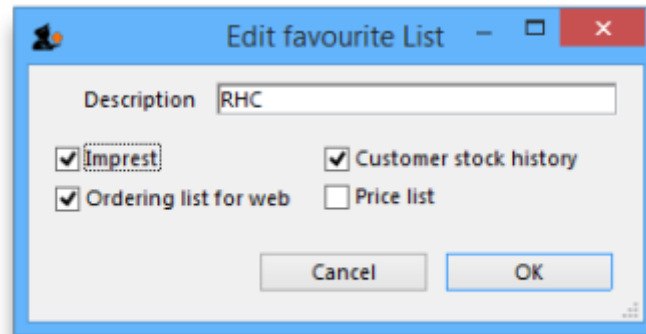 Edit favourite List
Description RHC
Imprest Customer stock history
Ordering list for web Price list
Cancel OK